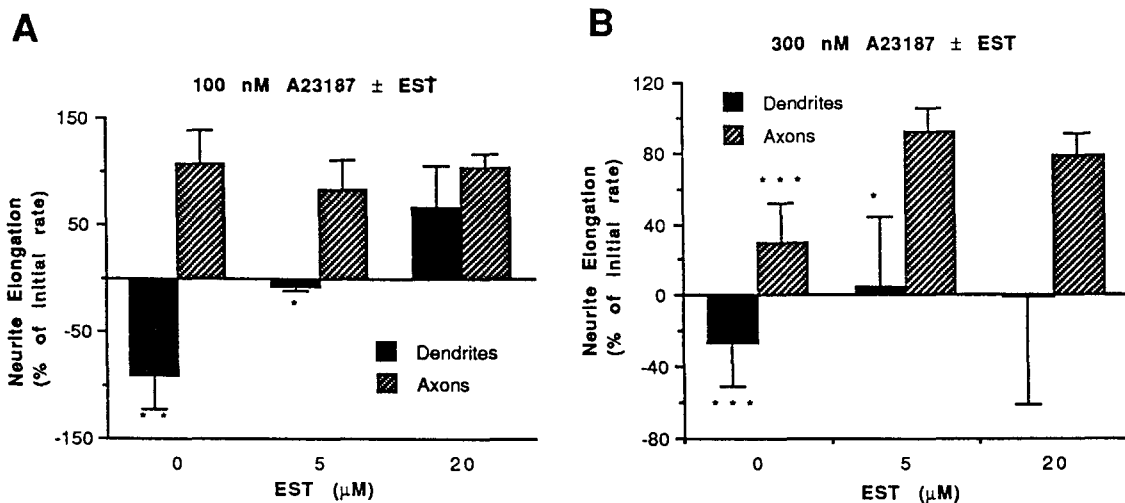 A
100 nM A23187 ± EST
150
50
-50
-150
Neurite Elongation
(% of Initial rate)
* *
*
Dendrites
Axons
0 5 20
EST (μM)
B
300 nM A23187 ± EST
120
80
40
0
-40
-80
Neurite Elongation
(% of Initial rate)
Dendrites
Axons
* * *
*
* * *
0 5 20
EST (μM)